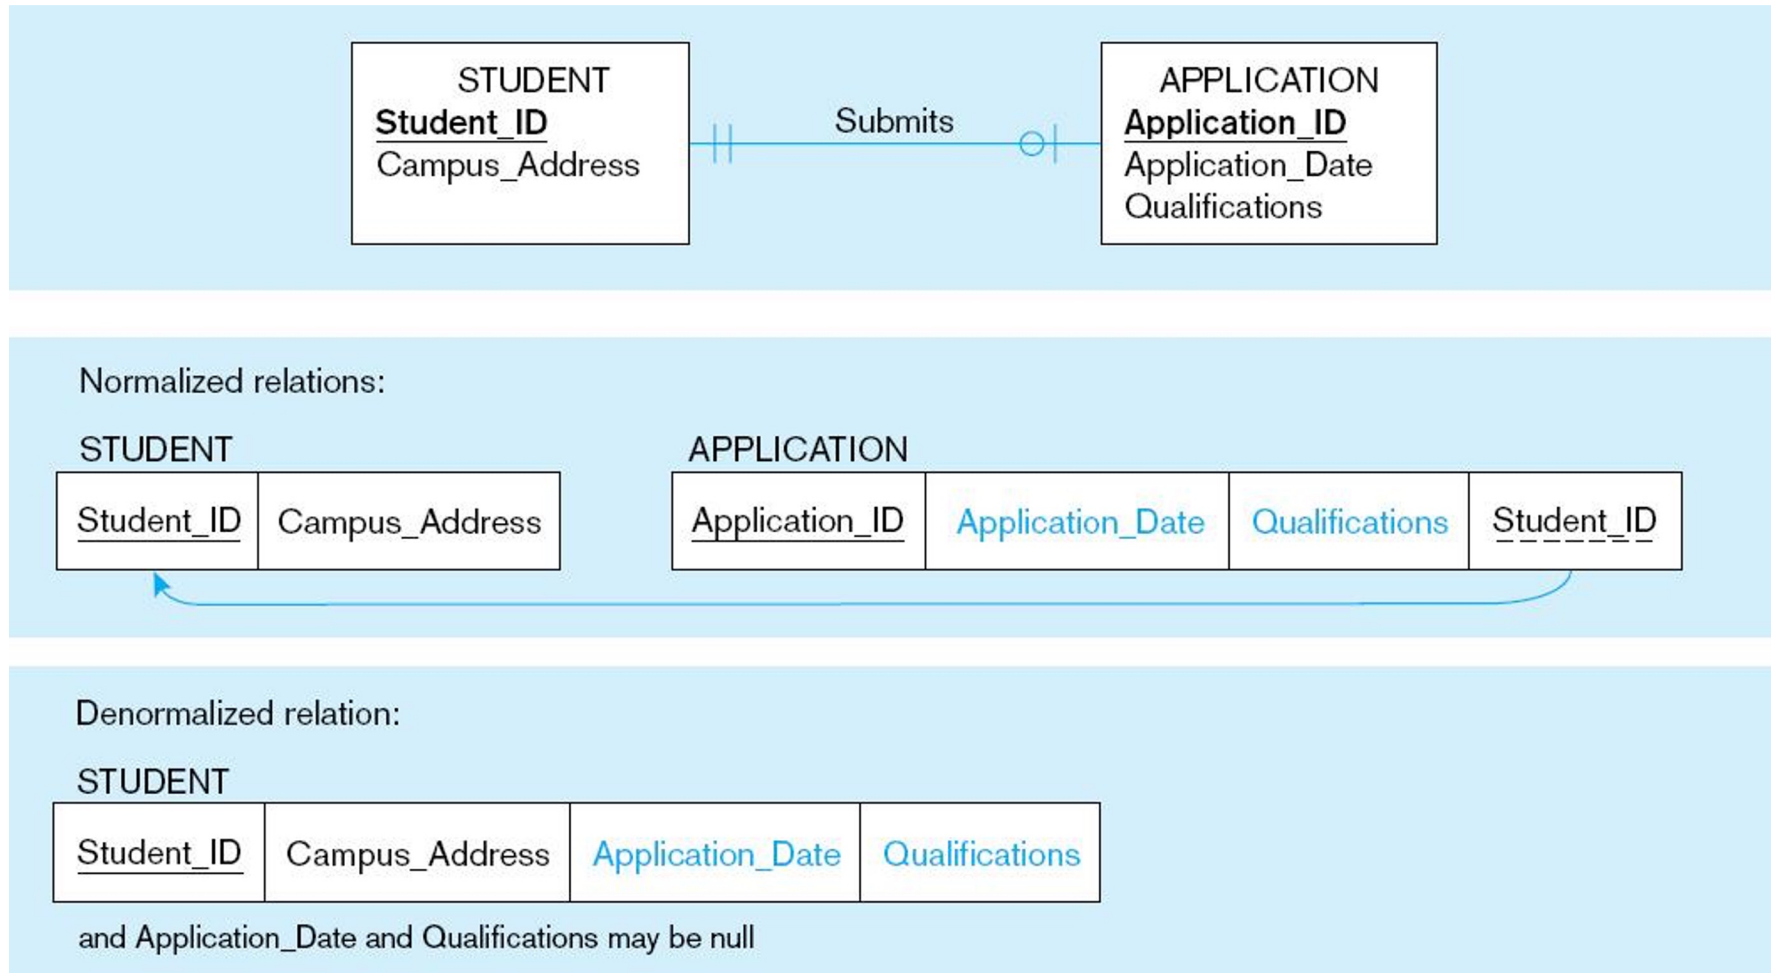 STUDENT
Student_ID
Campus_Address
Submits
APPLICATION
Application_ID
Application_Date
Qualifications
Normalized relations:
STUDENT
Student_ID Campus_Address
APPLICATION
Application_ID Application_Date Qualifications Student_ID
Denormalized relation:
STUDENT
Student_ID Campus_Address Application_Date Qualifications
and Application_Date and Qualifications may be null